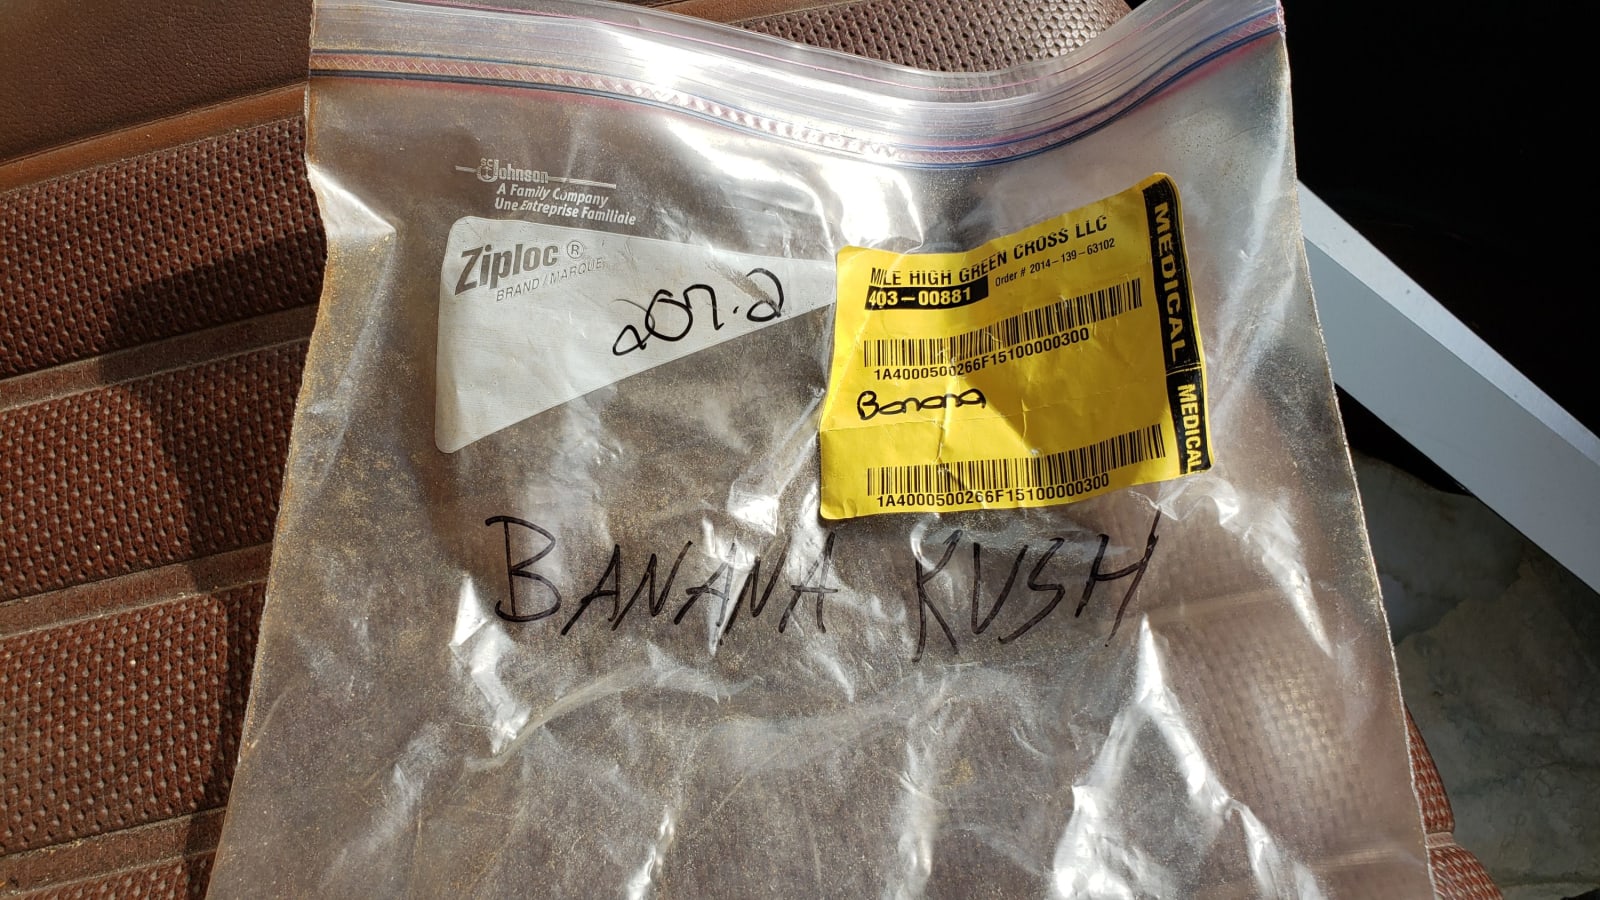 SC Johnson
A Family Company
Une Entreprise Familiale
Ziploc®
BRAND/MARQUE
207.2
MILE HIGH GREEN CROSS LLC
403-00881 Order # 2014-139-63102
1A4000500266F15100000300
Banana
1A4000500266F15100000300
MEDICAL MEDICAL
BANANA KUSH